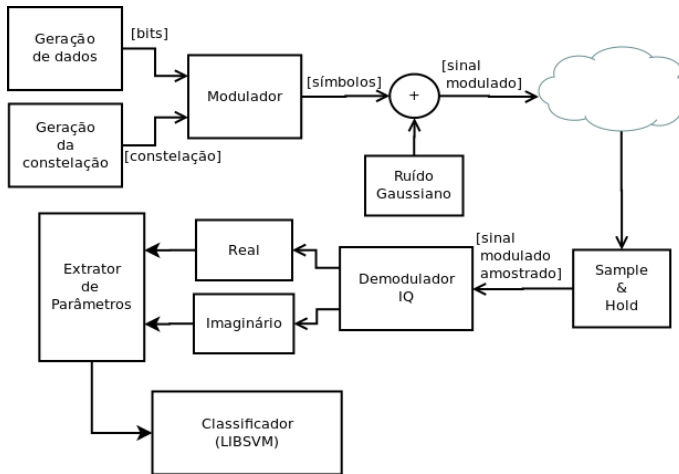 Geração
de dados
[bits]
Geração
da
constelação
[constelação]
Modulador
[símbolos]
+
[sinal
modulado]
Ruído
Gaussiano
Sample
&
Hold
[sinal
modulado
amostrado]
Demodulador
IQ
Real
Imaginário
Extrator
de
Parâmetros
Classificador
(LIBSVM)